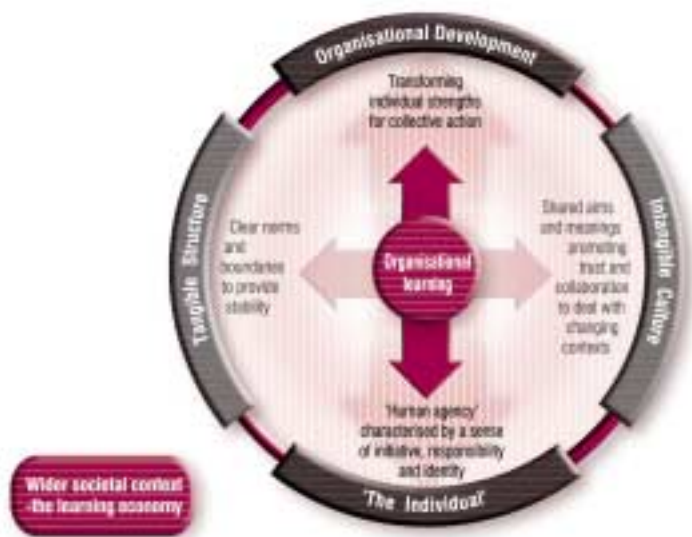 Organisational Development
Transforming
individual strengths
for collective action
Tangible Structure
Clear norms
and
boundaries
to provide
stability
Organisational
learning
Shared aims
and meanings
promoting
trust and
collaboration
to deal with
changing
contexts
Intangible Culture
'Human agency'
characterised by a sense
of initiative, responsibility
and identity
'The Individual'
Wider societal context
-the learning economy